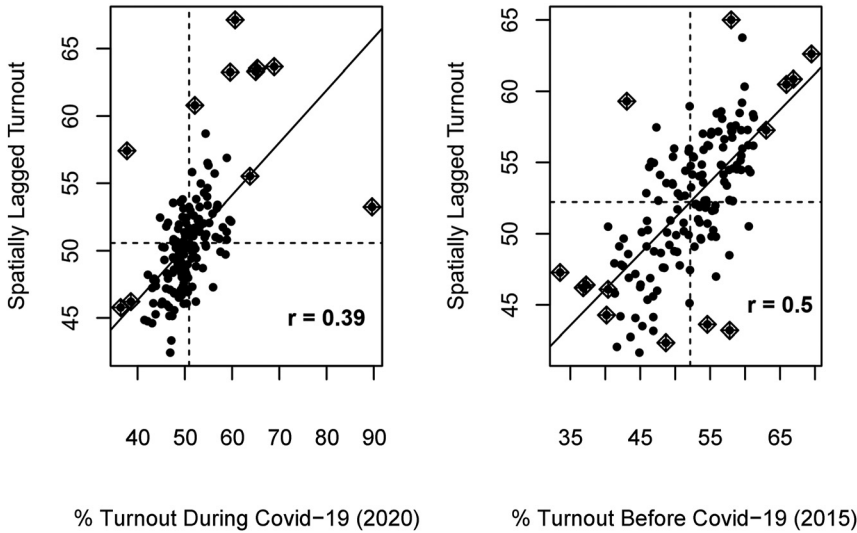 Spatially Lagged Turnout
65
60
55
50
45
r = 0.39
40 50 60 70 80 90
% Turnout During Covid−19 (2020)
Spatially Lagged Turnout
65
60
55
50
45
r = 0.5
35 45 55 65
% Turnout Before Covid−19 (2015)